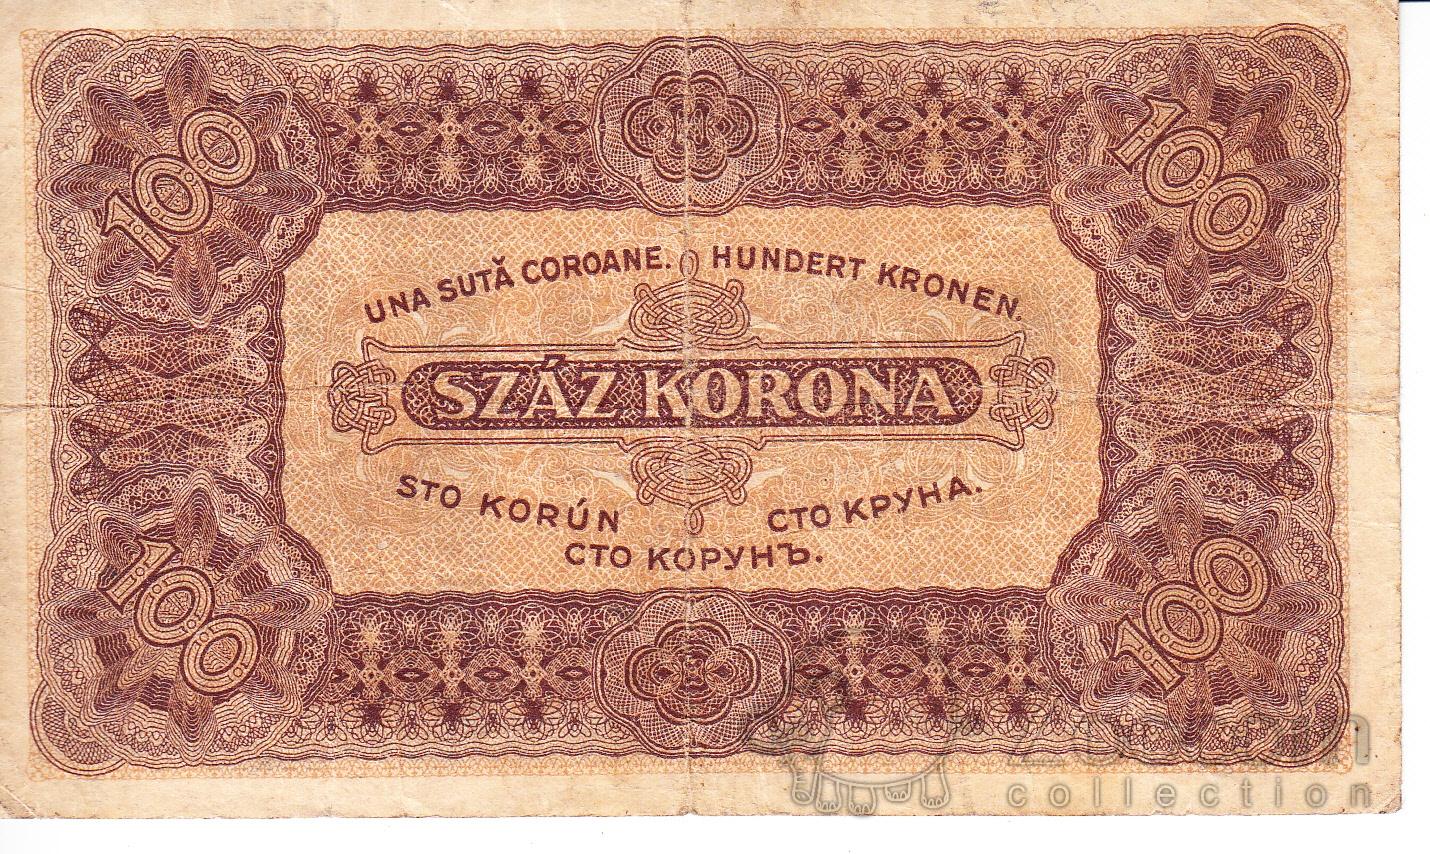 100
100
UNA SUTĂ COROANE. HUNDERT KRONEN.
SZÁZ KORONA
STO KORÚN
СТО КРУНА.
СТО КОРУНЪ.
100
100
collection